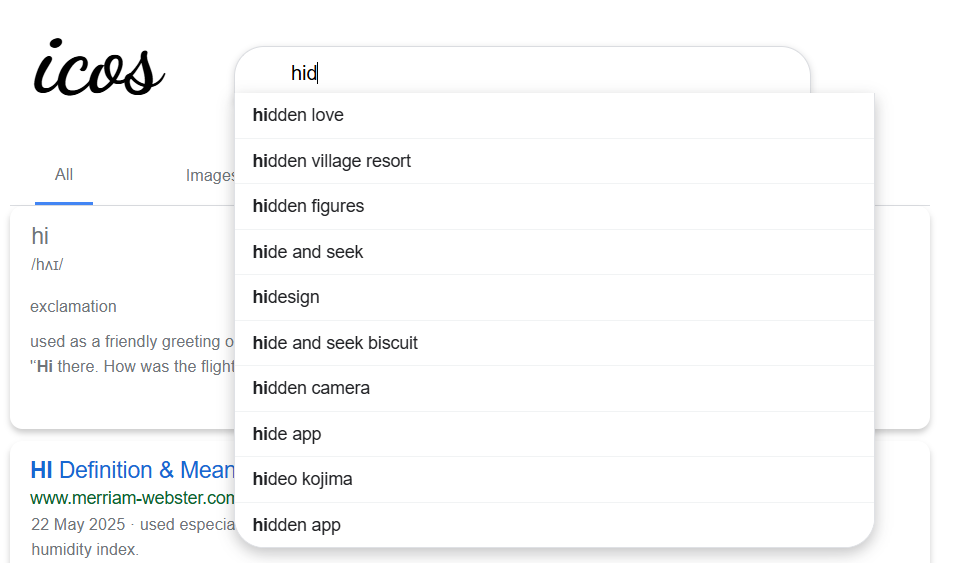 icos
hid
hidden love
hidden village resort
hidden figures
hide and seek
hidesign
hide and seek biscuit
hidden camera
hide app
hideo kojima
hidden app
All
Images
hi
/hʌɪ/
exclamation
used as a friendly greeting o
"Hi there. How was the flight
HI Definition & Mean
www.merriam-webster.com
22 May 2025 · used especia
humidity index.